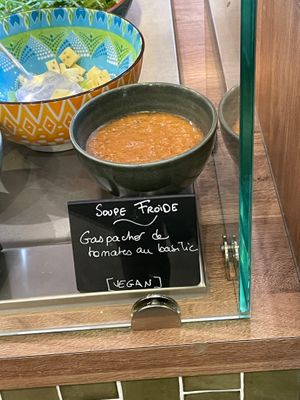 SOUPE FROIDE
Gaspacho de
tomates au basilic
[VEGAN]